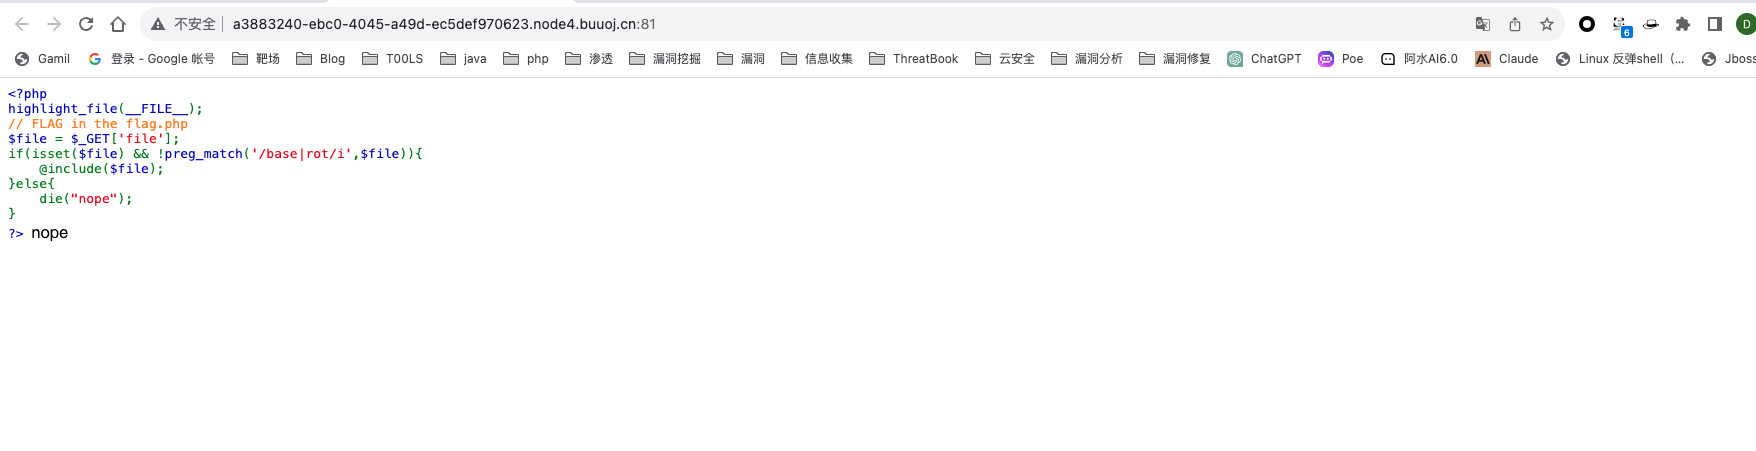 不安全 a3883240-ebc0-4045-a49d-ec5def970623.node4.buuoj.cn:81 6 D
Gamil 登录 - Google 帐号 靶场 Blog T00LS java php 渗透 漏洞挖掘 漏洞 信息收集 ThreatBook 云安全 漏洞分析 漏洞修复 ChatGPT Poe 阿水AI6.0 Claude Linux 反弹shell（... Jboss
<?php
highlight_file(__FILE__);
// FLAG in the flag.php
$file = $_GET['file'];
if(isset($file) && !preg_match('/base|rot/i',$file)){
    @include($file);
}else{
    die("nope");
}
?> nope